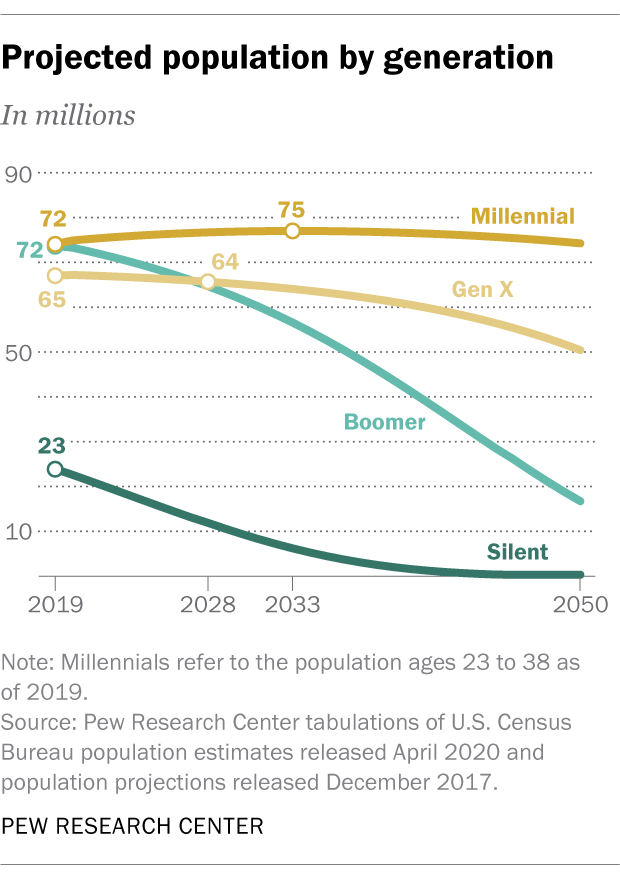 Projected population by generation
In millions
90
72
75
Millennial
72
64
65
Gen X
50
Boomer
23
10
Silent
2019 2028 2033 2050
Note: Millennials refer to the population ages 23 to 38 as
of 2019.
Source: Pew Research Center tabulations of U.S. Census
Bureau population estimates released April 2020 and
population projections released December 2017.
PEW RESEARCH CENTER